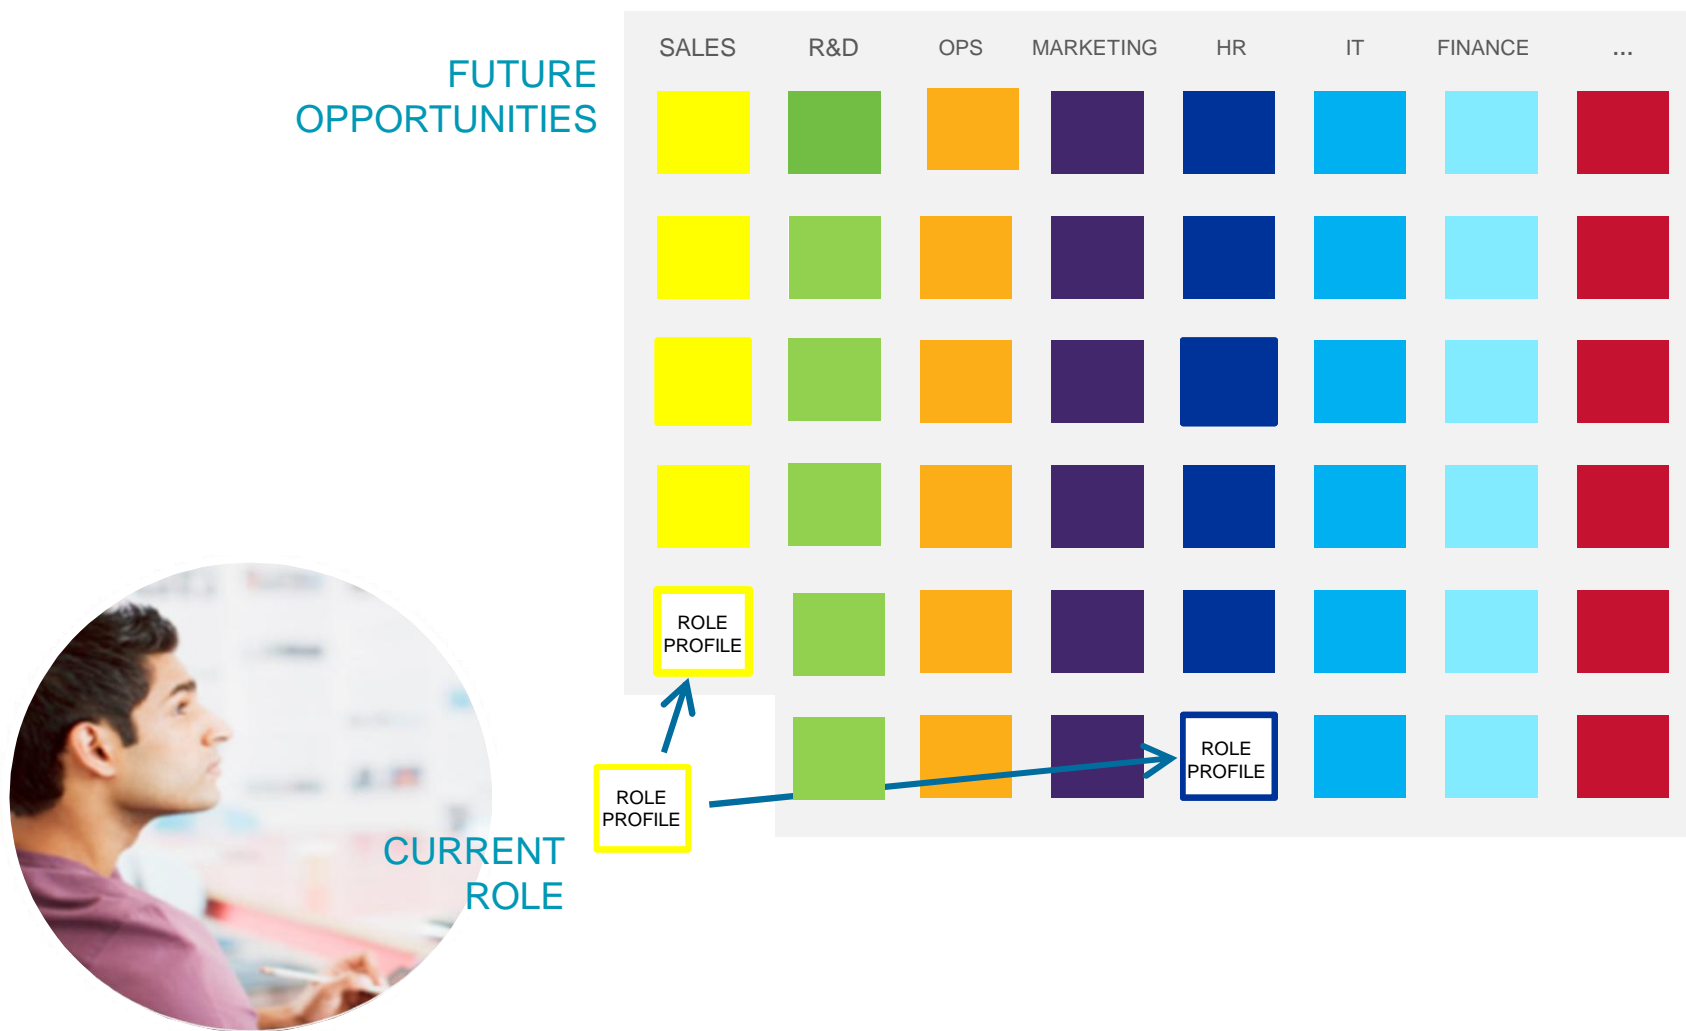 FUTURE
OPPORTUNITIES
SALES R&D OPS MARKETING HR IT FINANCE ...
ROLE
PROFILE
ROLE
PROFILE
ROLE
PROFILE
CURRENT
ROLE